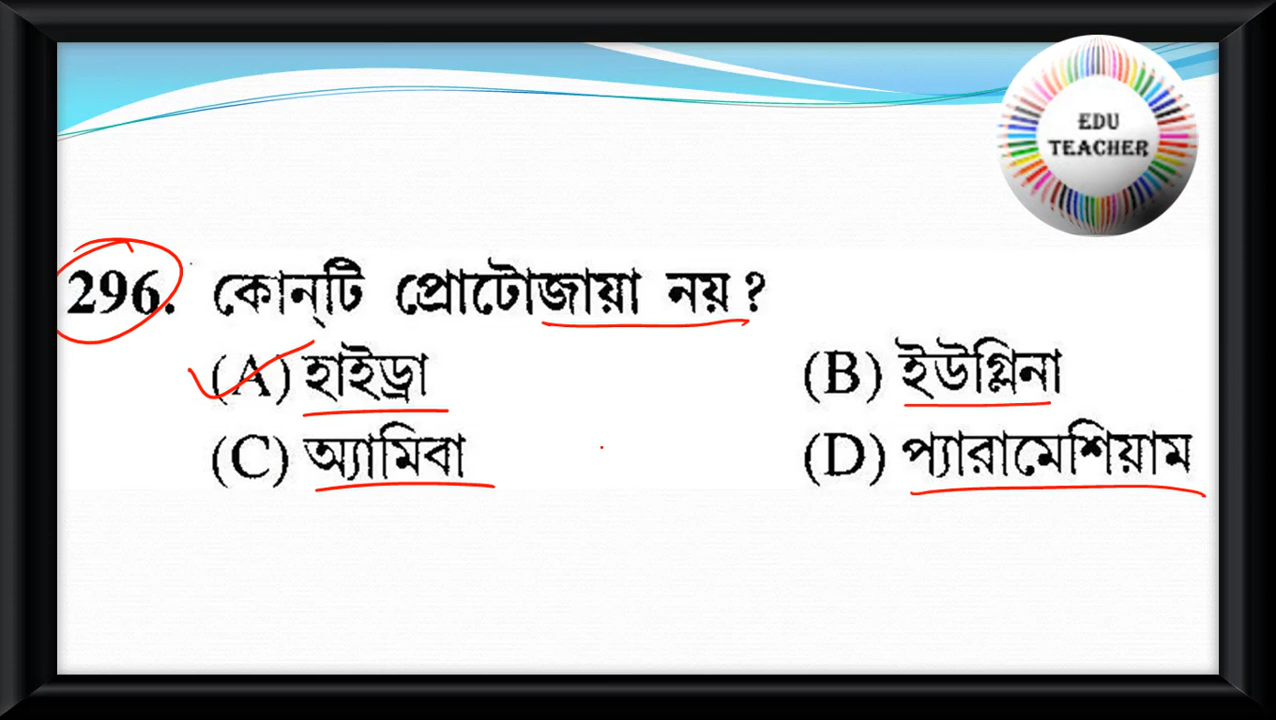 EDU
TEACHER
296. কোন্‌টি প্রোটোজায়া নয়?
(A) হাইড্রা (B) ইউগ্লিনা
(C) অ্যামিবা (D) প্যারামেশিয়াম